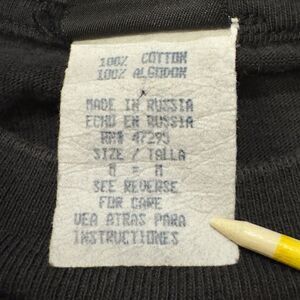 100% COTTON
100% ALGODON
MADE IN RUSSIA
ECHO EN RUSSIA
RN# 47293
SIZE / TALLA
M = M
SEE REVERSE
FOR CARE
VEA ATRAS PARA
INSTRUCTIONES